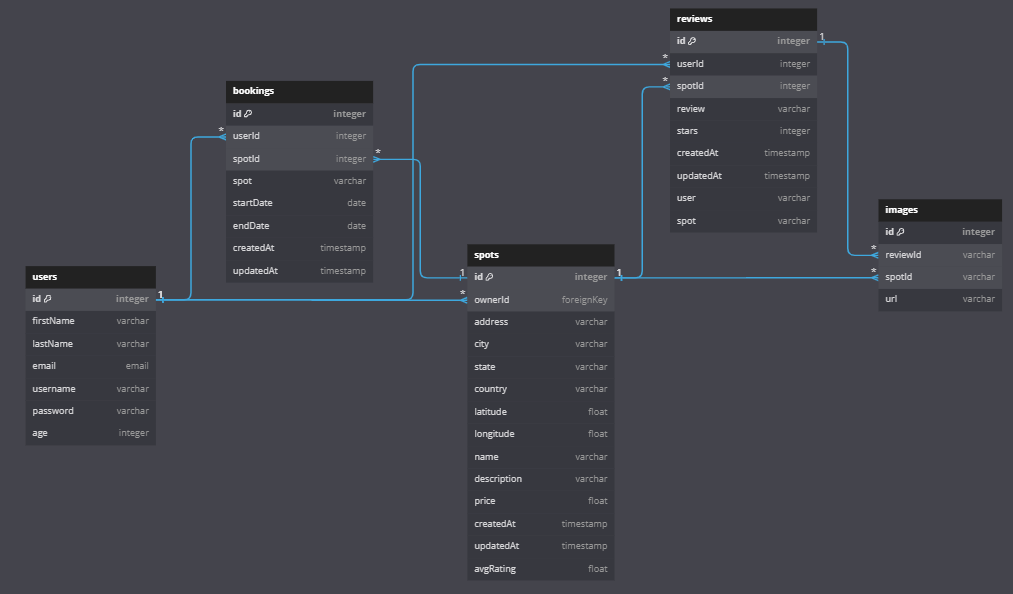 reviews
id integer
userId integer
spotId integer
review varchar
stars integer
createdAt timestamp
updatedAt timestamp
user varchar
spot varchar
1
*
*
bookings
id integer
userId integer
spotId integer
spot varchar
startDate date
endDate date
createdAt timestamp
updatedAt timestamp
*
*
images
id integer
reviewId integer
spotId varchar
url varchar
*
*
spots
id integer
ownerId foreignKey
address varchar
city varchar
state varchar
country varchar
latitude float
longitude float
name varchar
description varchar
price float
createdAt timestamp
updatedAt timestamp
avgRating float
1
*
1
users
id integer
firstName varchar
lastName varchar
email email
username varchar
password varchar
age integer
1